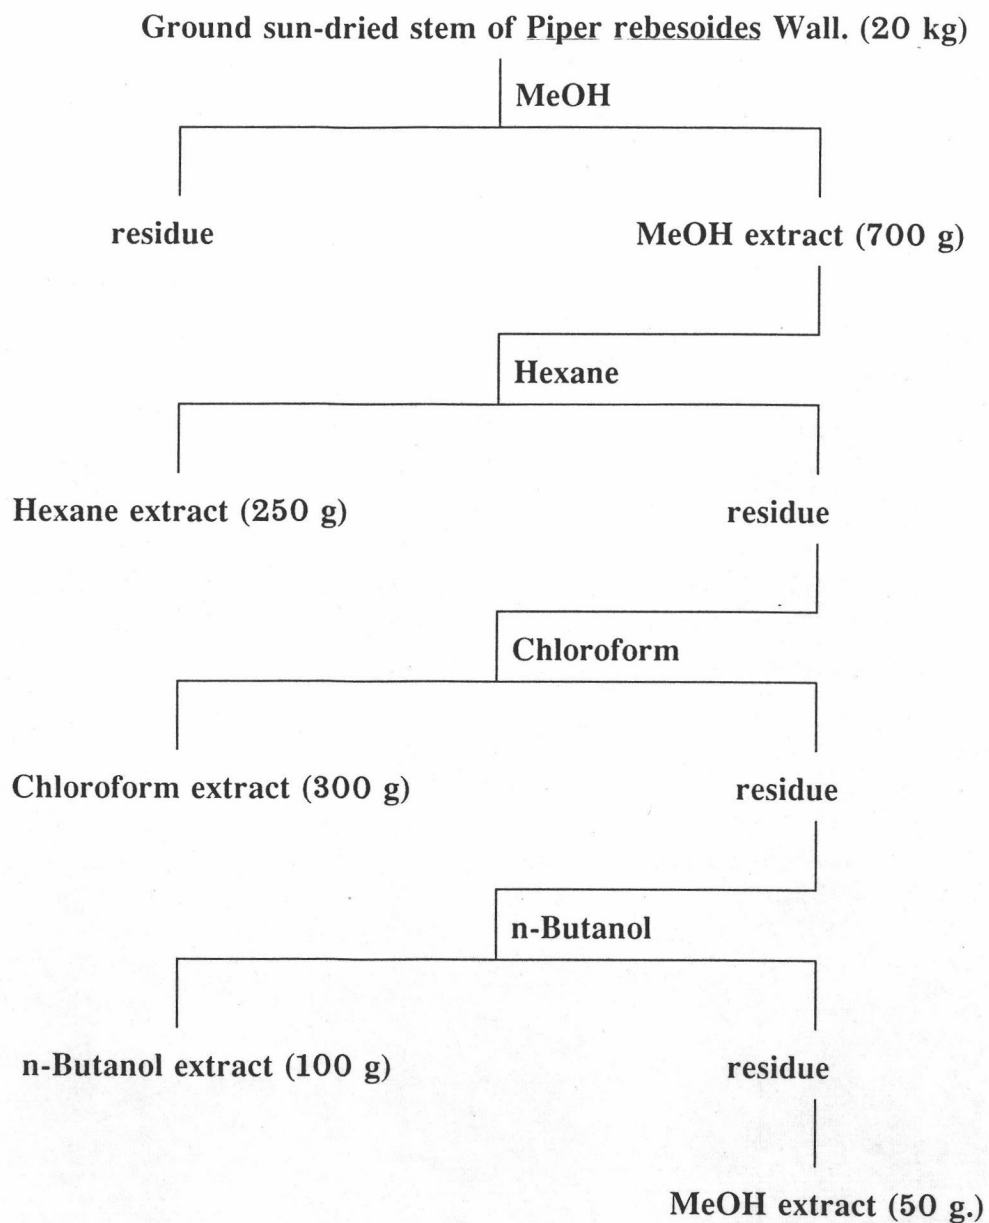 Ground sun-dried stem of Piper rebesoides Wall. (20 kg)
MeOH
residue
MeOH extract (700 g)
Hexane
Hexane extract (250 g)
residue
Chloroform
Chloroform extract (300 g)
residue
n-Butanol
n-Butanol extract (100 g)
residue
MeOH extract (50 g.)